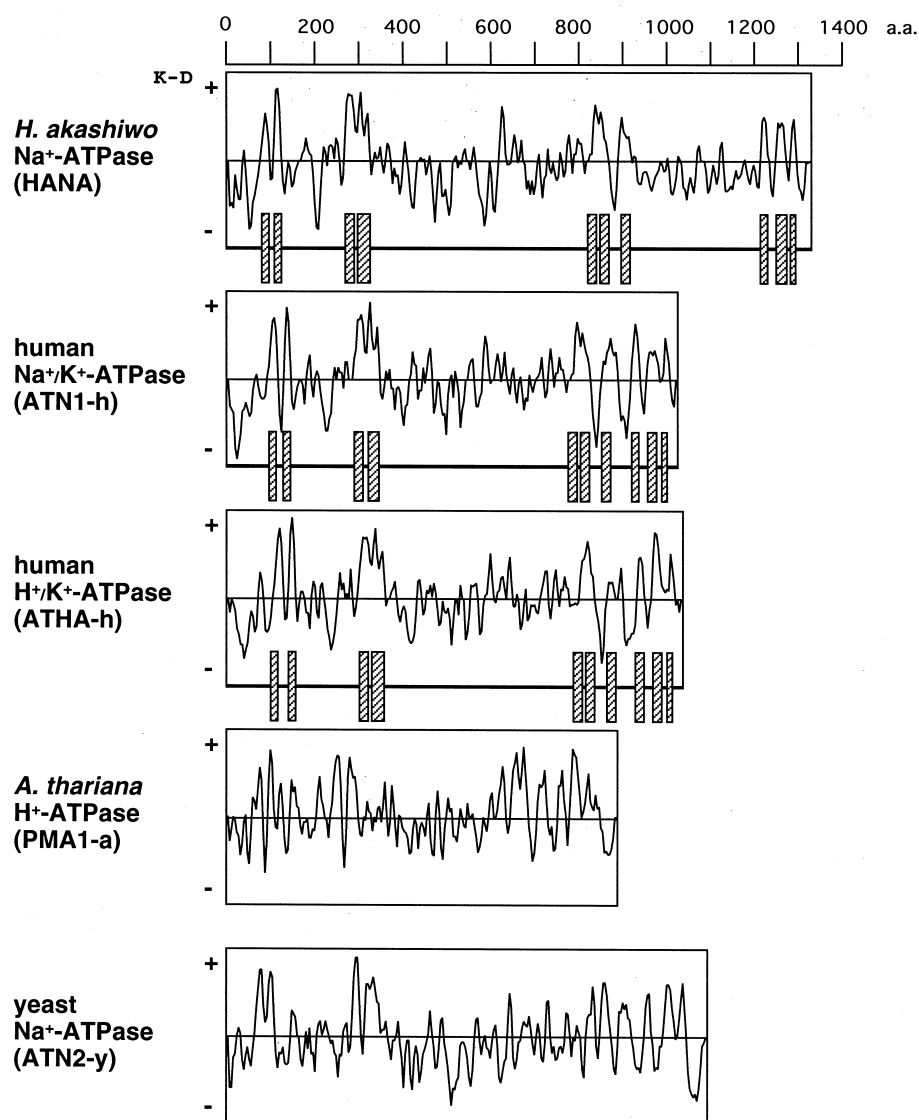 0 200 400 600 800 1000 1200 1400 a.a.
K-D
+
H. akashiwo
Na+-ATPase
(HANA)
-
+
human
Na+/K+-ATPase
(ATN1-h)
-
+
human
H+/K+-ATPase
(ATHA-h)
-
+
A. thariana
H+-ATPase
(PMA1-a)
-
+
yeast
Na+-ATPase
(ATN2-y)
-